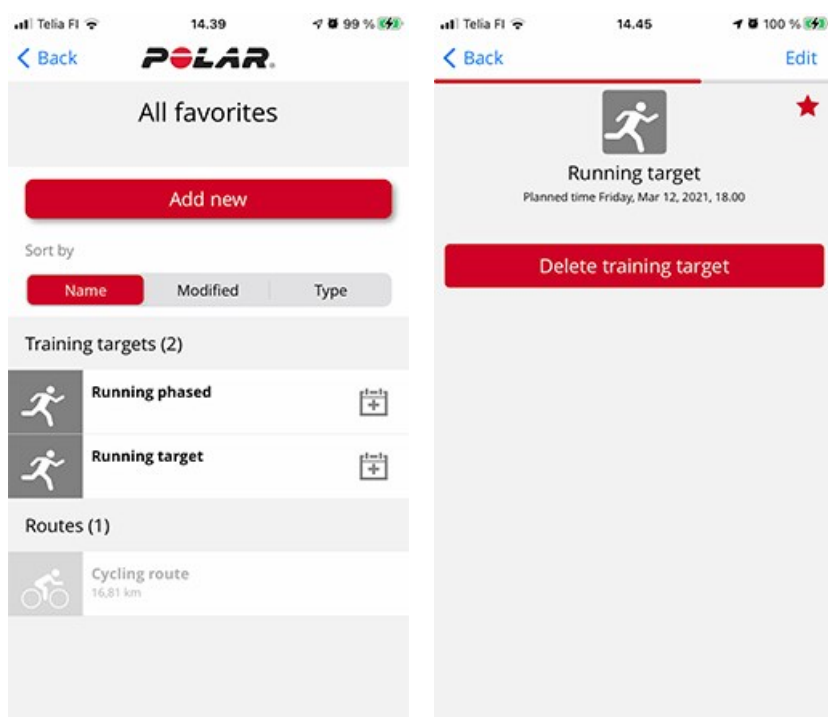 Telia FI 14.39 99 %
Back POLAR.
All favorites
Add new
Sort by
Name Modified Type
Training targets (2)
Running phased
Running target
Routes (1)
Cycling route
16,81 km
Telia FI 14.45 100 %
Back Edit
Running target
Planned time Friday, Mar 12, 2021, 18.00
Delete training target